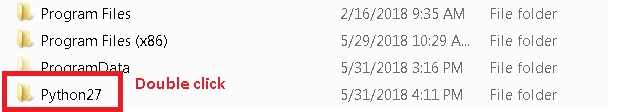 Program Files 2/16/2018 9:35 AM File folder
Program Files (x86) 5/29/2018 10:29 A... File folder
ProgramData 5/31/2018 3:16 PM File folder
Python27 Double click 5/31/2018 4:11 PM File folder